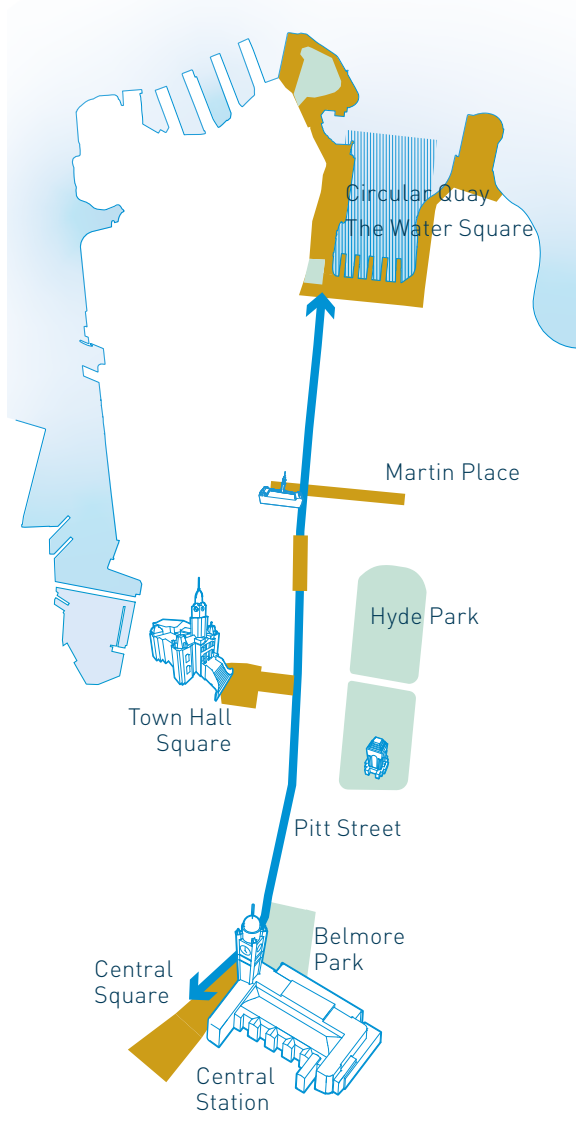 Circular Quay
The Water Square
Martin Place
Hyde Park
Town Hall
Square
Pitt Street
Belmore
Park
Central
Square
Central
Station